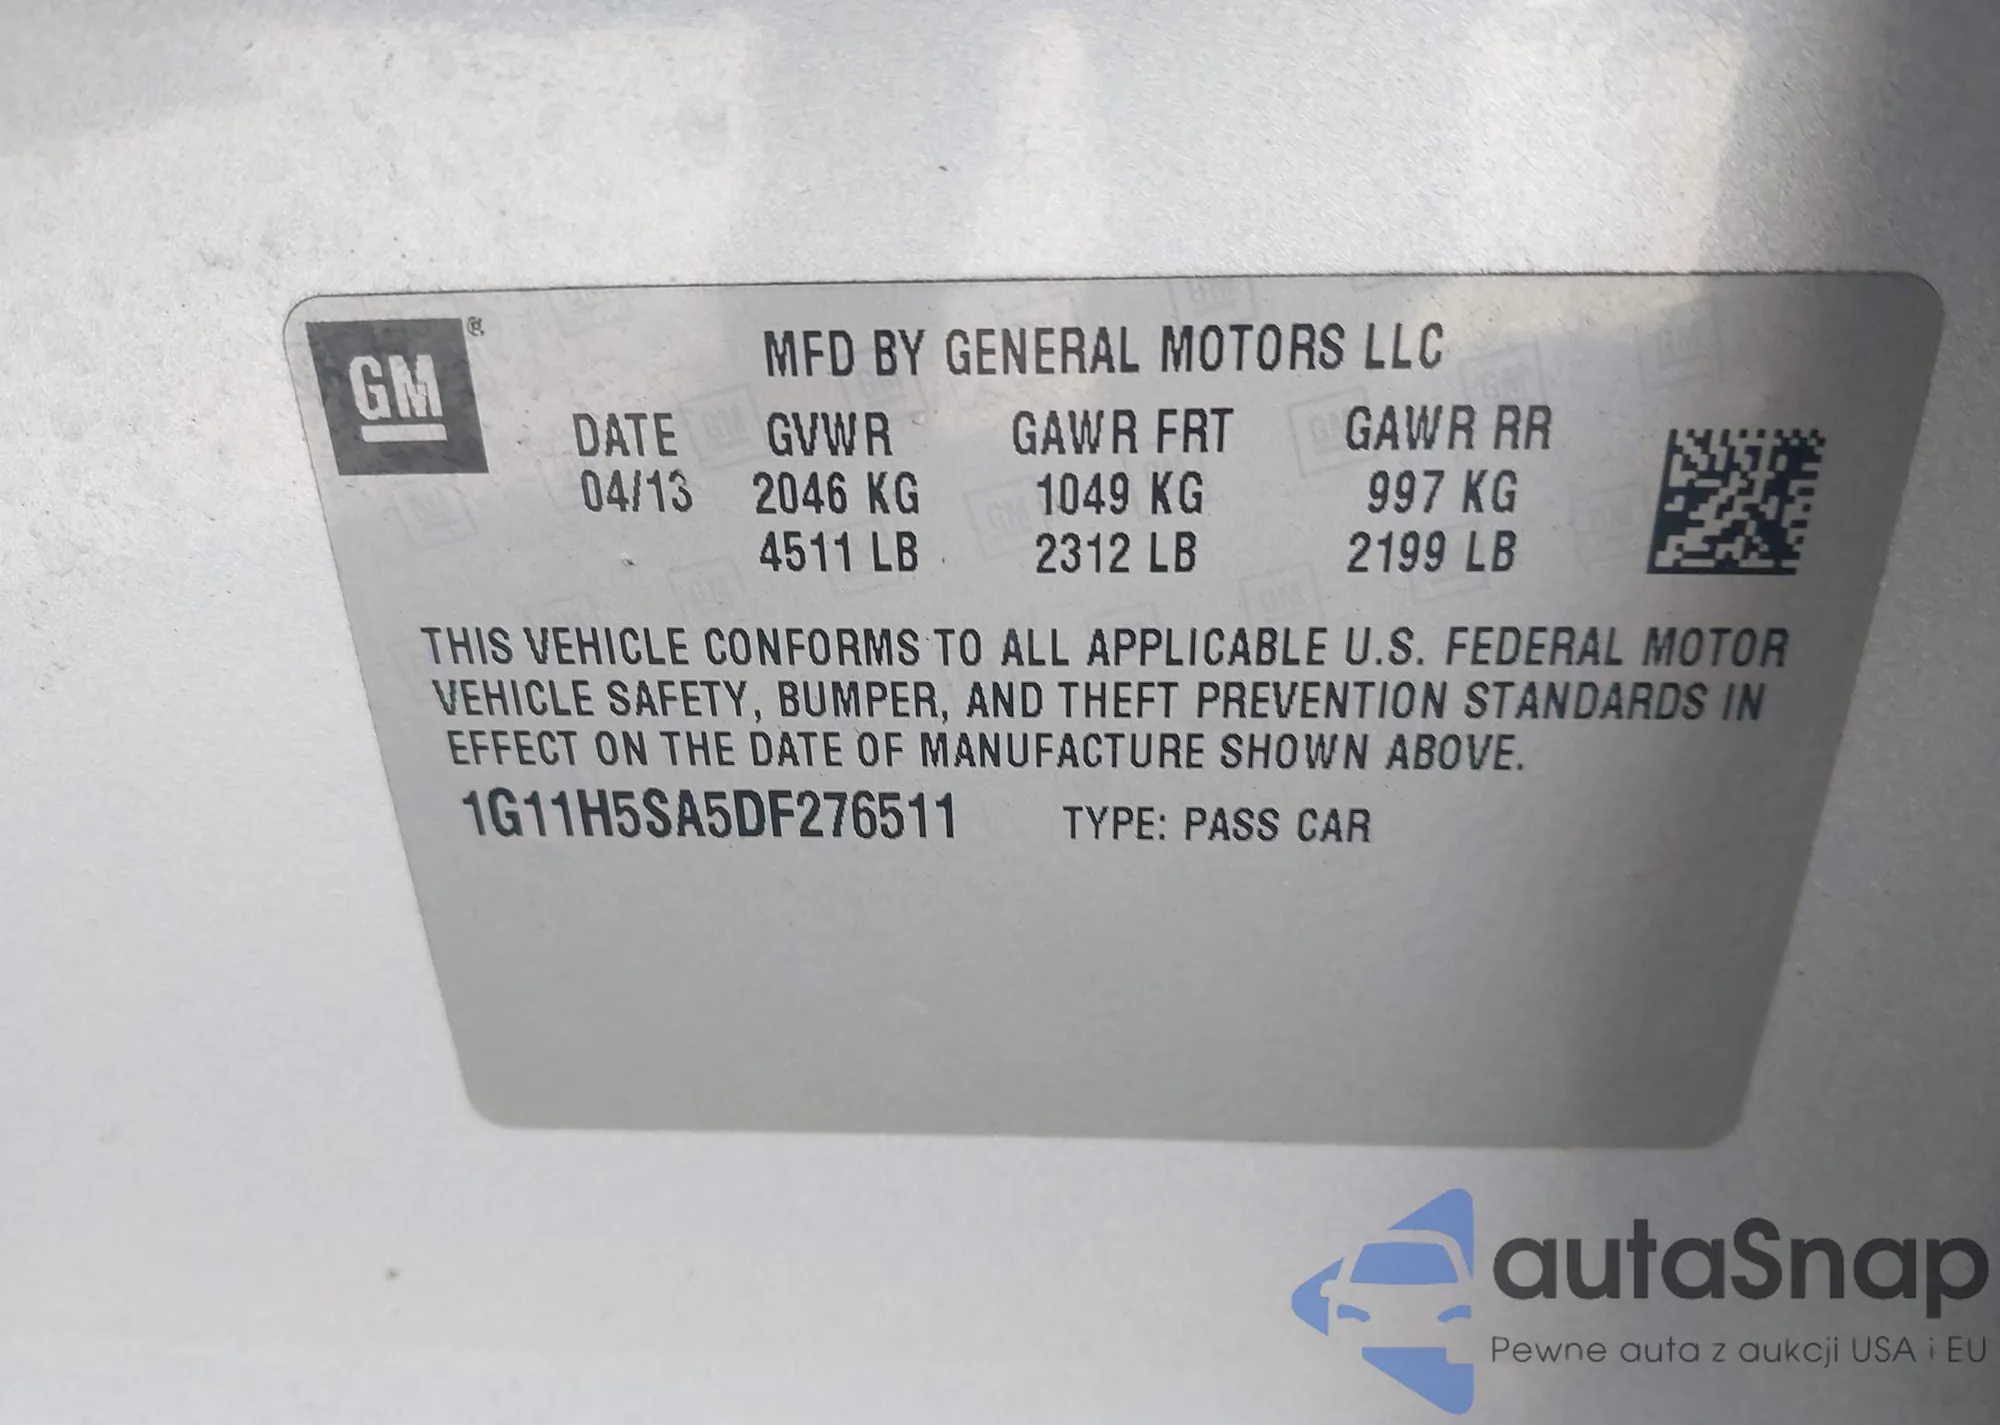 GM ®
MFD BY GENERAL MOTORS LLC
DATE GVWR GAWR FRT GAWR RR
04/13 2046 KG 1049 KG 997 KG
4511 LB 2312 LB 2199 LB
THIS VEHICLE CONFORMS TO ALL APPLICABLE U.S. FEDERAL MOTOR
VEHICLE SAFETY, BUMPER, AND THEFT PREVENTION STANDARDS IN
EFFECT ON THE DATE OF MANUFACTURE SHOWN ABOVE.
1G11H5SA5DF276511 TYPE: PASS CAR
autaSnap
Pewne auta z aukcji USA i EU